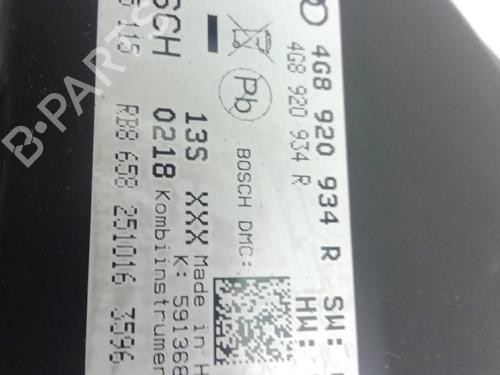 4G8 920 934 R SW:
4G8 920 934 R HW:
BOSCH DMC:
Pb
SCH
13S XXX Made in H
0218 K: 591368
Kombiinstrumen
RB8 658 251016 3596
B-PARTS